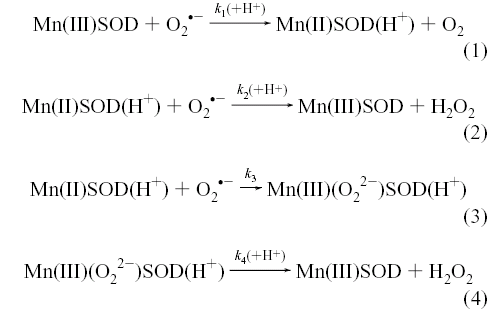 Mn(III)SOD + O₂•⁻ k₁(+H⁺) → Mn(II)SOD(H⁺) + O₂
(1)
Mn(II)SOD(H⁺) + O₂•⁻ k₂(+H⁺) → Mn(III)SOD + H₂O₂
(2)
Mn(II)SOD(H⁺) + O₂•⁻ k₃ → Mn(III)(O₂²⁻)SOD(H⁺)
(3)
Mn(III)(O₂²⁻)SOD(H⁺) k₄(+H⁺) → Mn(III)SOD + H₂O₂
(4)